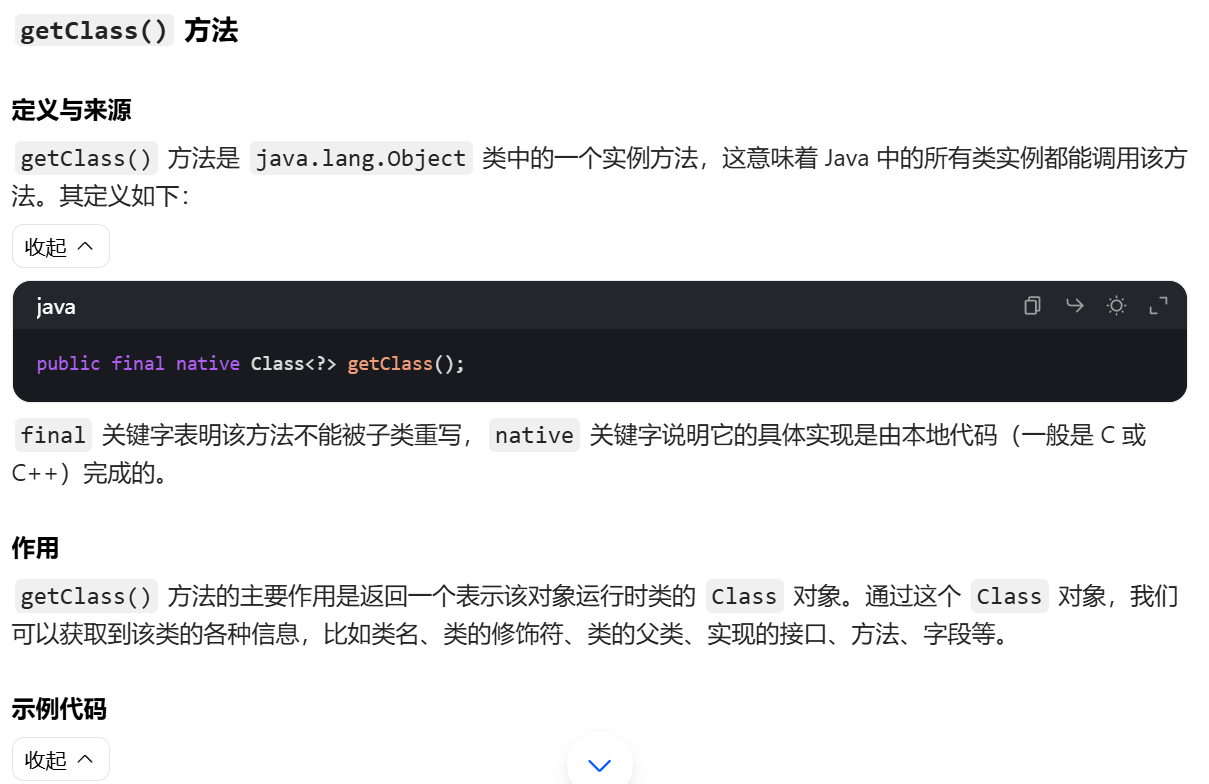 getClass() 方法
定义与来源
getClass() 方法是 java.lang.Object 类中的一个实例方法，这意味着 Java 中的所有类实例都能调用该方
法。其定义如下：
收起
java
public final native Class<?> getClass();
final 关键字表明该方法不能被子类重写， native 关键字说明它的具体实现是由本地代码（一般是 C 或
C++）完成的。
作用
getClass() 方法的主要作用是返回一个表示该对象运行时类的 Class 对象。通过这个 Class 对象，我们
可以获取到该类的各种信息，比如类名、类的修饰符、类的父类、实现的接口、方法、字段等。
示例代码
收起